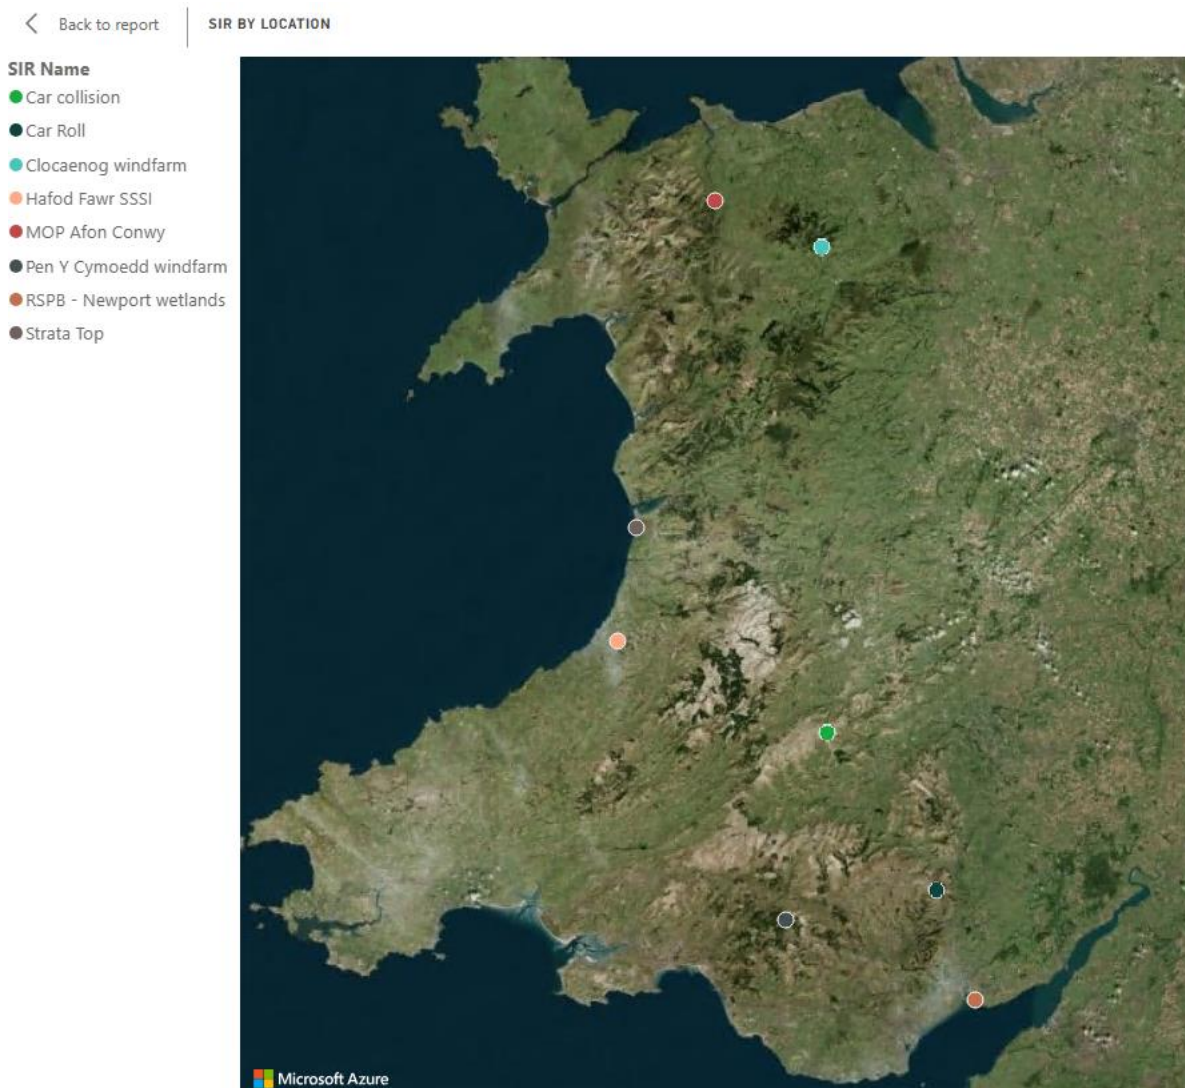 Back to report
SIR BY LOCATION
SIR Name
Car collision
Car Roll
Clocaenog windfarm
Hafod Fawr SSSI
MOP Afon Conwy
Pen Y Cymoedd windfarm
RSPB - Newport wetlands
Strata Top
Microsoft Azure